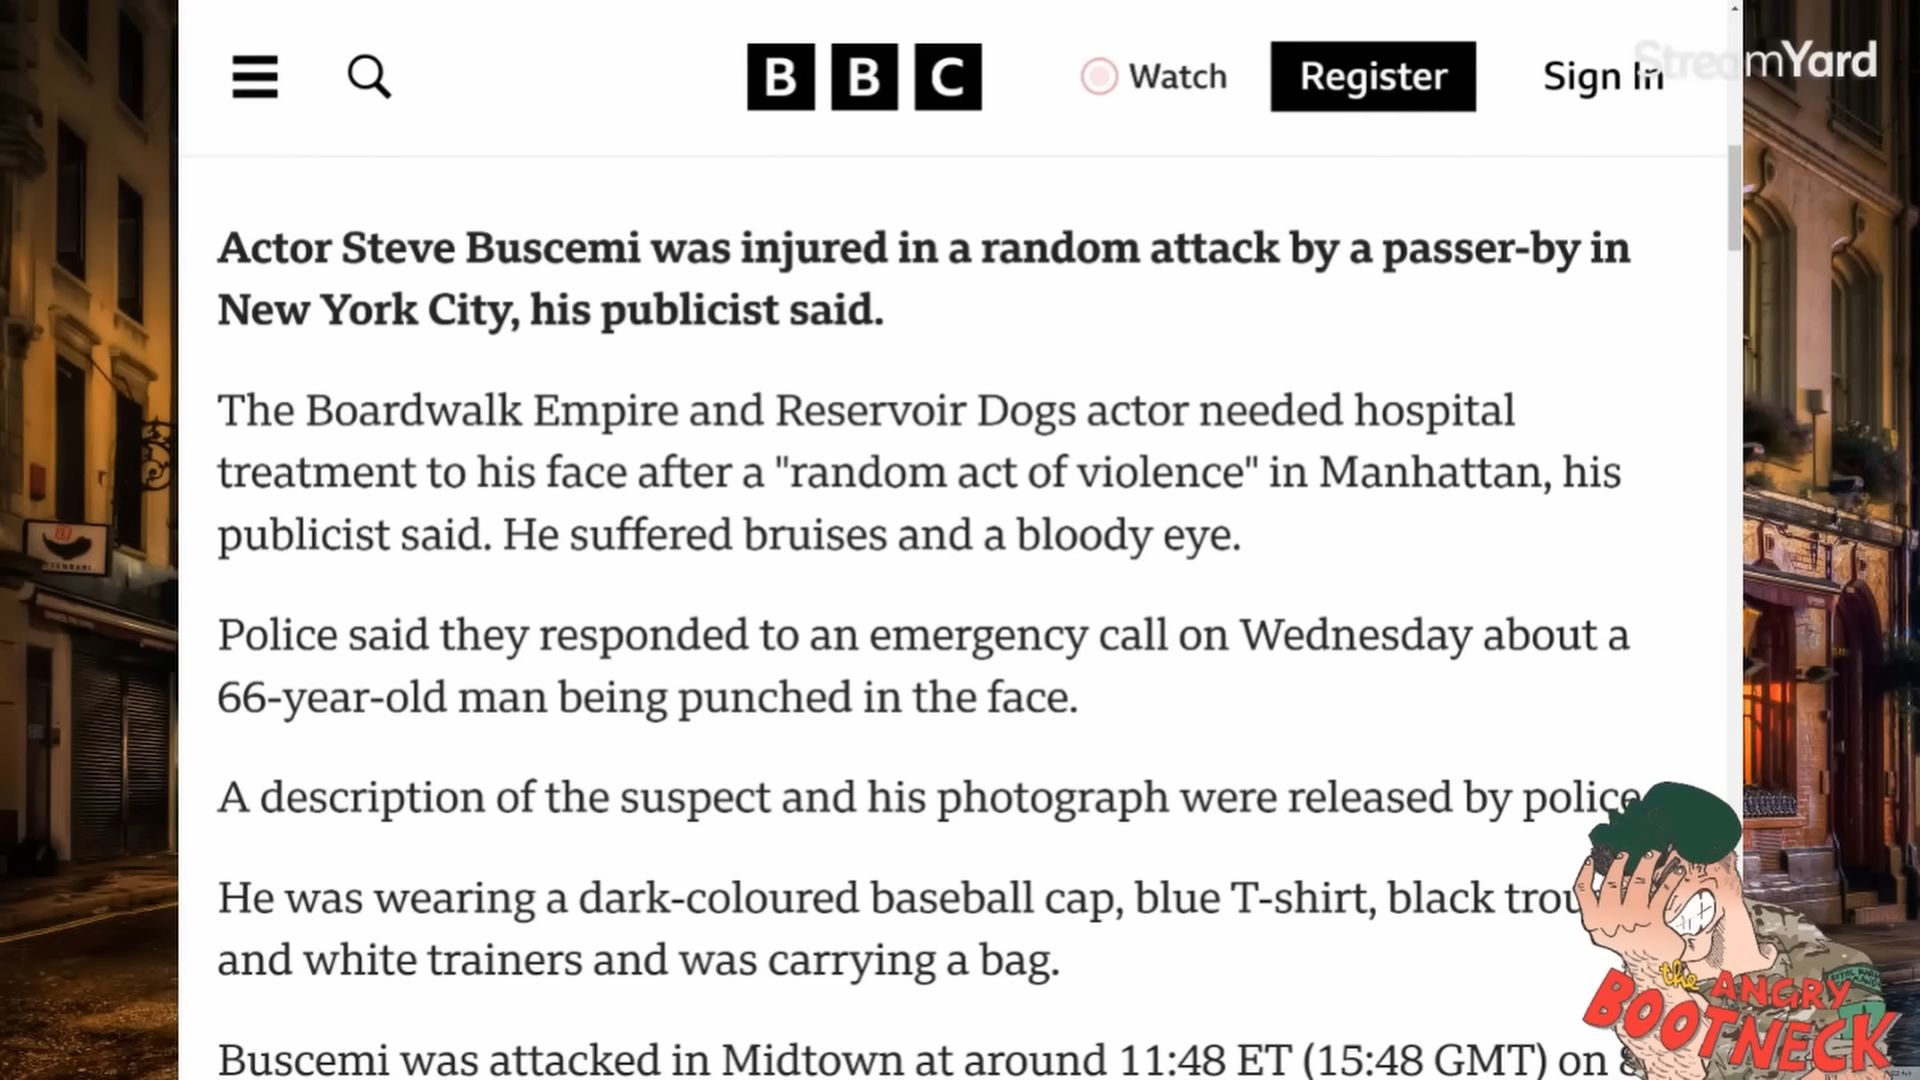 BBC
Watch
Register
Sign In
StreamYard
Actor Steve Buscemi was injured in a random attack by a passer-by in
New York City, his publicist said.
The Boardwalk Empire and Reservoir Dogs actor needed hospital
treatment to his face after a "random act of violence" in Manhattan, his
publicist said. He suffered bruises and a bloody eye.
Police said they responded to an emergency call on Wednesday about a
66-year-old man being punched in the face.
A description of the suspect and his photograph were released by police
He was wearing a dark-coloured baseball cap, blue T-shirt, black trou
and white trainers and was carrying a bag.
Buscemi was attacked in Midtown at around 11:48 ET (15:48 GMT) on
the ANGRY
BOOTNECK